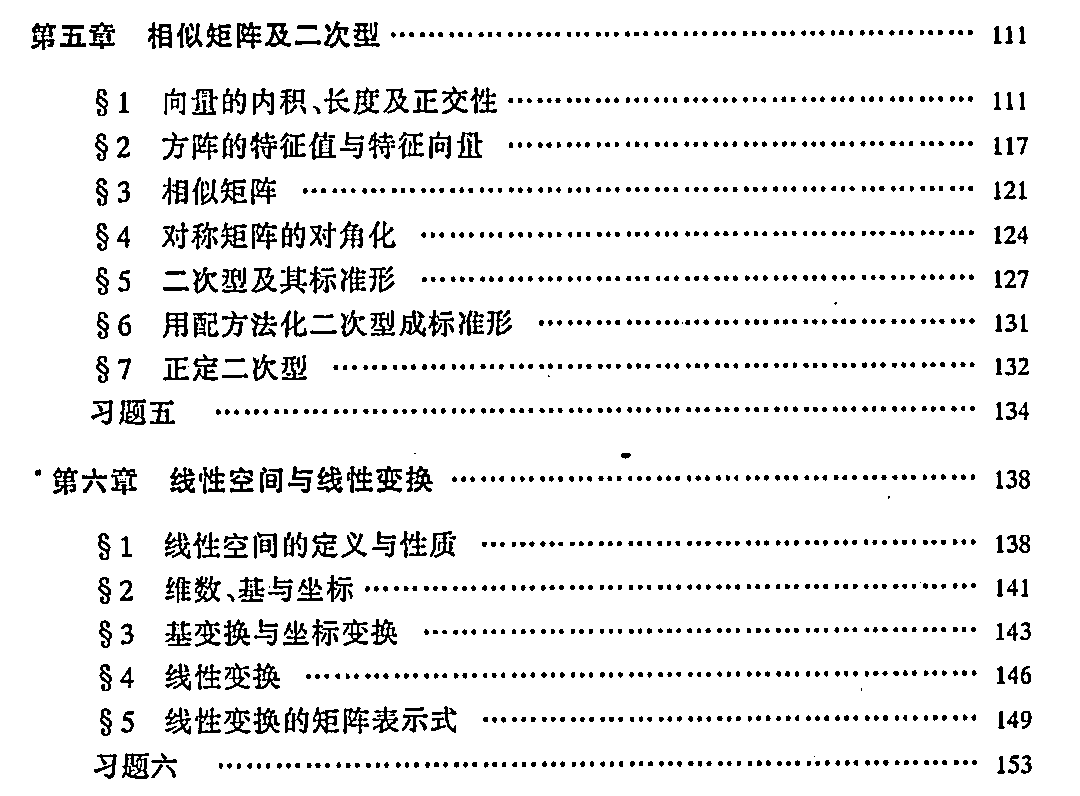 第五章 相似矩阵及二次型 …… 111
§1 向量的内积、长度及正交性 …… 111
§2 方阵的特征值与特征向量 …… 117
§3 相似矩阵 …… 121
§4 对称矩阵的对角化 …… 124
§5 二次型及其标准形 …… 127
§6 用配方法化二次型成标准形 …… 131
§7 正定二次型 …… 132
习题五 …… 134
*第六章 线性空间与线性变换 …… 138
§1 线性空间的定义与性质 …… 138
§2 维数、基与坐标 …… 141
§3 基变换与坐标变换 …… 143
§4 线性变换 …… 146
§5 线性变换的矩阵表示式 …… 149
习题六 …… 153